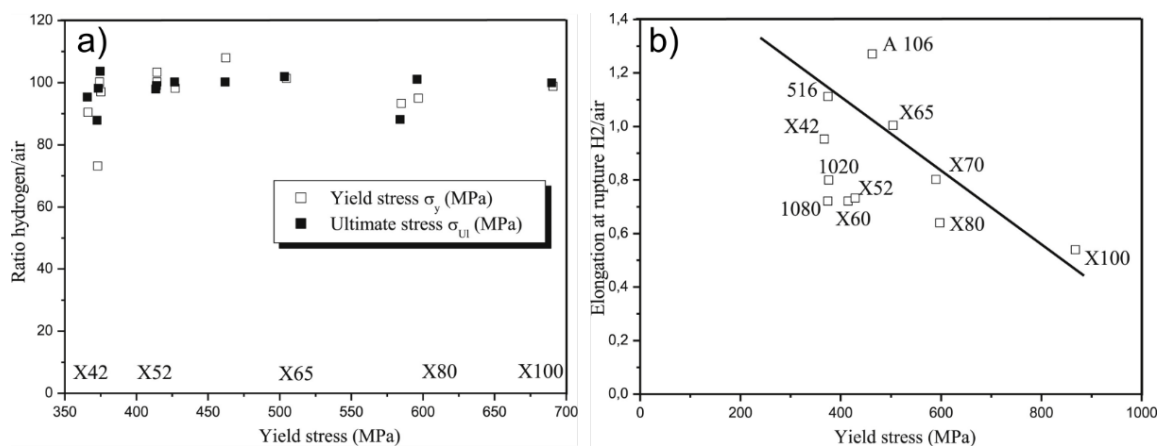 a)
Ratio hydrogen/air
120
100
80
60
40
20
0
Yield stress σy (MPa)
Ultimate stress σUl (MPa)
X42 X52 X65 X80 X100
350 400 450 500 550 600 650 700
Yield stress (MPa)
b)
Elongation at rupture H2/air
1,4
1,2
1,0
0,8
0,6
0,4
0,2
0,0
A 106
516
X65
X42
1020
X70
X52
1080
X60
X80
X100
0 200 400 600 800 1000
Yield stress (MPa)